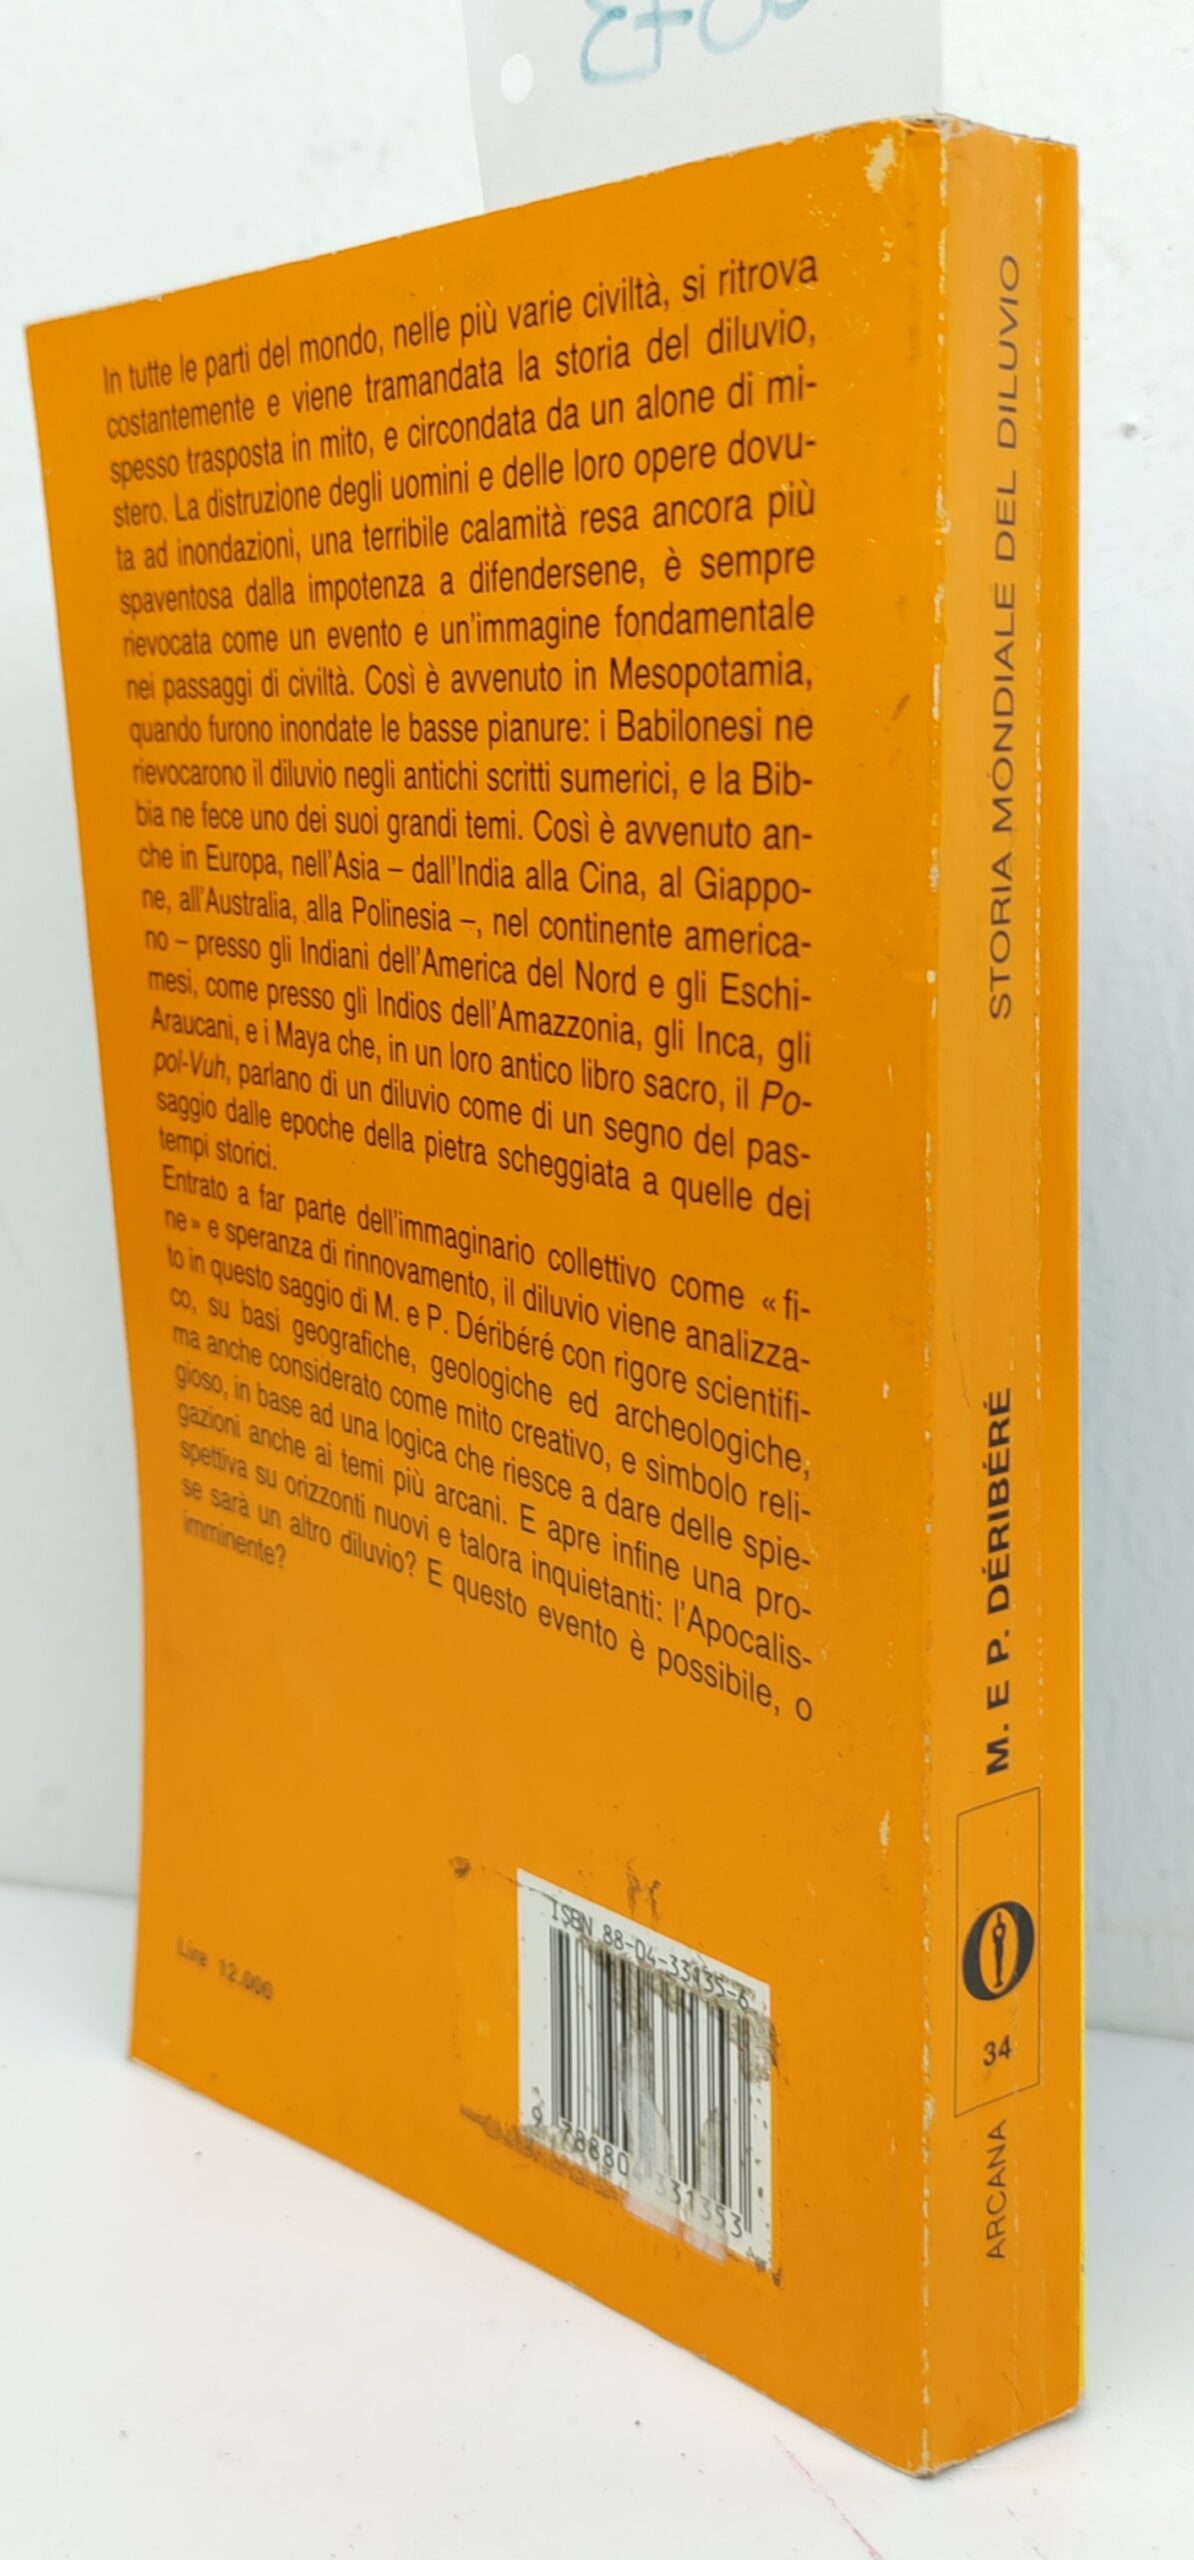 In tutte le parti del mondo, nelle più varie civiltà, si ritrova
costantemente e viene tramandata la storia del diluvio,
spesso trasposta in mito, e circondata da un alone di mi-
stero. La distruzione degli uomini e delle loro opere dovu-
ta ad inondazioni, una terribile calamità resa ancora più
spaventosa dalla impotenza a difendersene, è sempre
rievocata come un evento e un'immagine fondamentale
nei passaggi di civiltà. Così è avvenuto in Mesopotamia,
quando furono inondate le basse pianure: i Babilonesi ne
rievocarono il diluvio negli antichi scritti sumerici, e la Bib-
bia ne fece uno dei suoi grandi temi. Così è avvenuto an-
che in Europa, nell'Asia – dall'India alla Cina, al Giappo-
ne, all'Australia, alla Polinesia –, nel continente america-
no – presso gli Indiani dell'America del Nord e gli Eschi-
mesi, come presso gli Indios dell'Amazzonia, gli Inca, gli
Araucani, e i Maya che, in un loro antico libro sacro, il Po-
pol-Vuh, parlano di un diluvio come di un segno del pas-
saggio dalle epoche della pietra scheggiata a quelle dei
tempi storici.
Entrato a far parte dell'immaginario collettivo come «fi-
ne» e speranza di rinnovamento, il diluvio viene analizza-
to in questo saggio di M. e P. Déribéré con rigore scientifi-
co, su basi geografiche, geologiche ed archeologiche,
ma anche considerato come mito creativo, e simbolo reli-
gioso, in base ad una logica che riesce a dare delle spie-
gazioni anche ai temi più arcani. E apre infine una pro-
spettiva su orizzonti nuovi e talora inquietanti: l'Apocalis-
se sarà un altro diluvio? E questo evento è possibile, o
imminente?
Lire 12.000
ISBN 88-04-33135-6
9 788804 331353
STORIA MONDIALE DEL DILUVIO
M. E P. DÉRIBÉRÉ
34
ARCANA